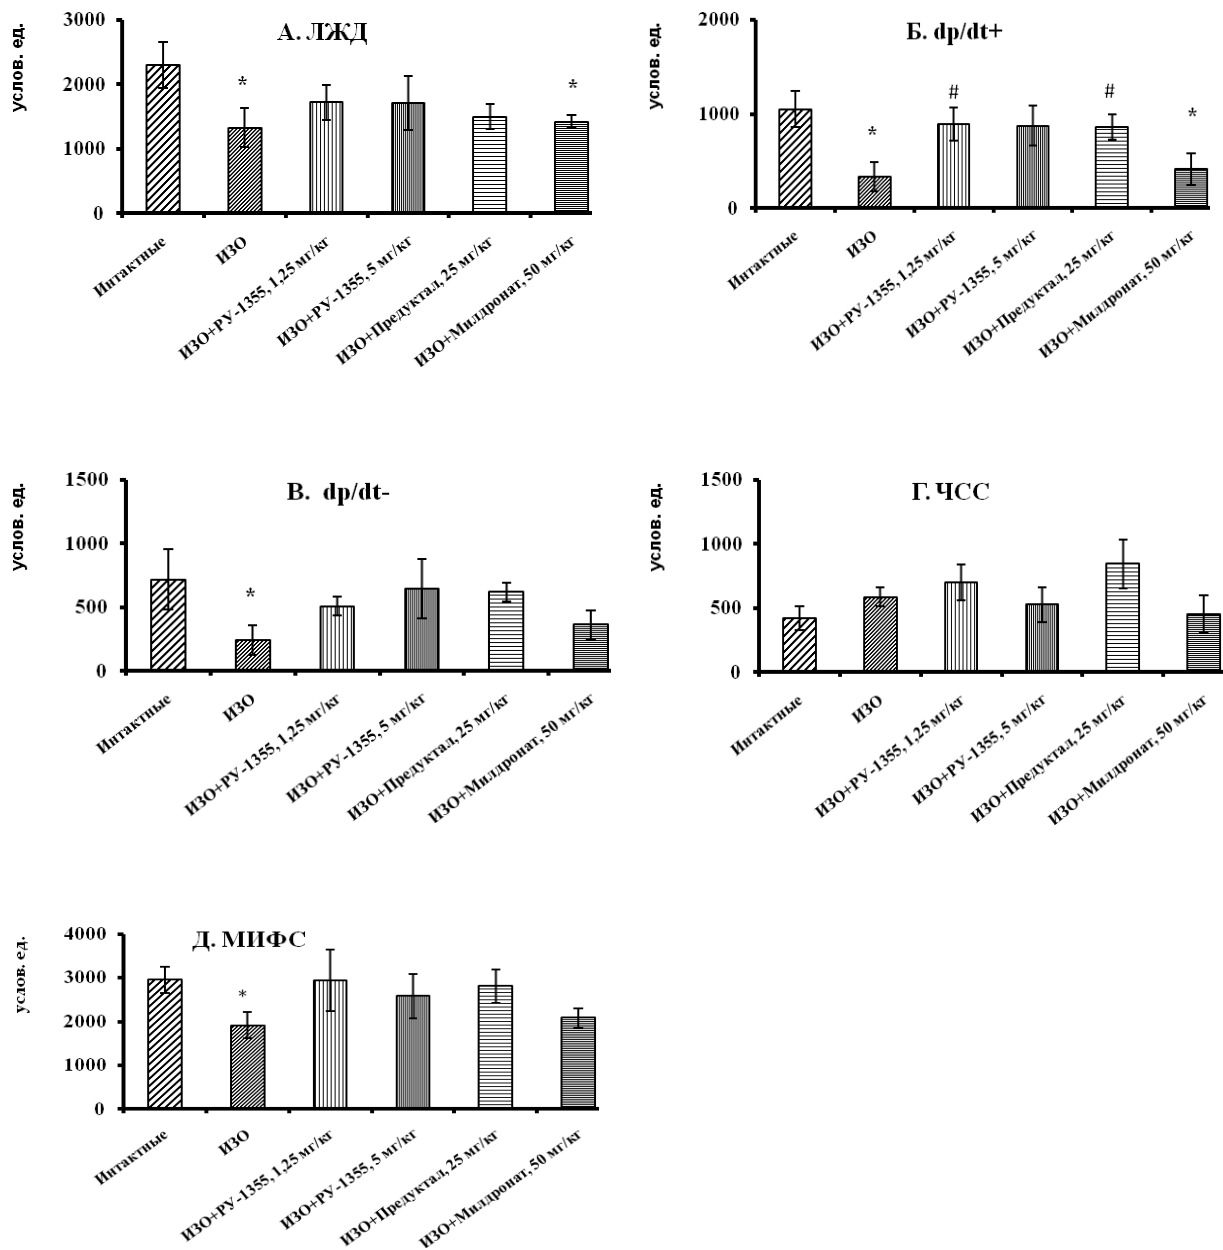 А. ЛЖД
услов. ед.
3000
2000
1000
0
*
*
Интактные
ИЗО
ИЗО+РУ-1355, 1,25 мг/кг
ИЗО+РУ-1355, 5 мг/кг
ИЗО+Предуктал, 25 мг/кг
ИЗО+Милдронат, 50 мг/кг
Б. dp/dt+
услов. ед.
2000
1000
0
*
#
#
*
Интактные
ИЗО
ИЗО+РУ-1355, 1,25 мг/кг
ИЗО+РУ-1355, 5 мг/кг
ИЗО+Предуктал, 25 мг/кг
ИЗО+Милдронат, 50 мг/кг
В. dp/dt-
услов. ед.
1500
1000
500
0
*
Интактные
ИЗО
ИЗО+РУ-1355, 1,25 мг/кг
ИЗО+РУ-1355, 5 мг/кг
ИЗО+Предуктал, 25 мг/кг
ИЗО+Милдронат, 50 мг/кг
Г. ЧСС
услов. ед.
1500
1000
500
0
Интактные
ИЗО
ИЗО+РУ-1355, 1,25 мг/кг
ИЗО+РУ-1355, 5 мг/кг
ИЗО+Предуктал, 25 мг/кг
ИЗО+Милдронат, 50 мг/кг
Д. МИФС
услов. ед.
4000
3000
2000
1000
0
*
Интактные
ИЗО
ИЗО+РУ-1355, 1,25 мг/кг
ИЗО+РУ-1355, 5 мг/кг
ИЗО+Предуктал, 25 мг/кг
ИЗО+Милдронат, 50 мг/кг